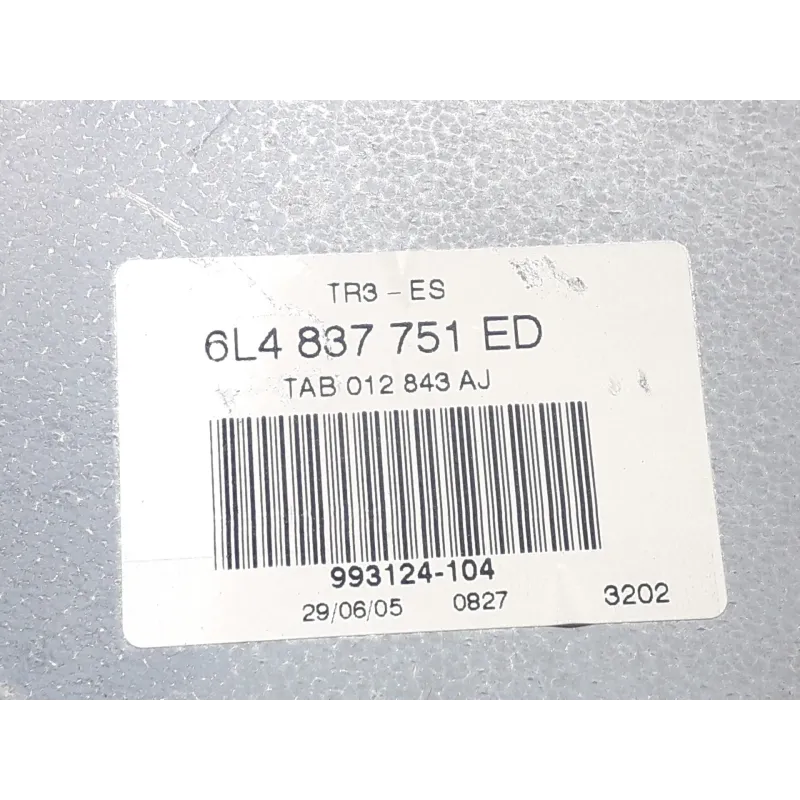 TR3 - ES
6L4 837 751 ED
TAB 012 843 AJ
993124-104
29/06/05 0827 3202